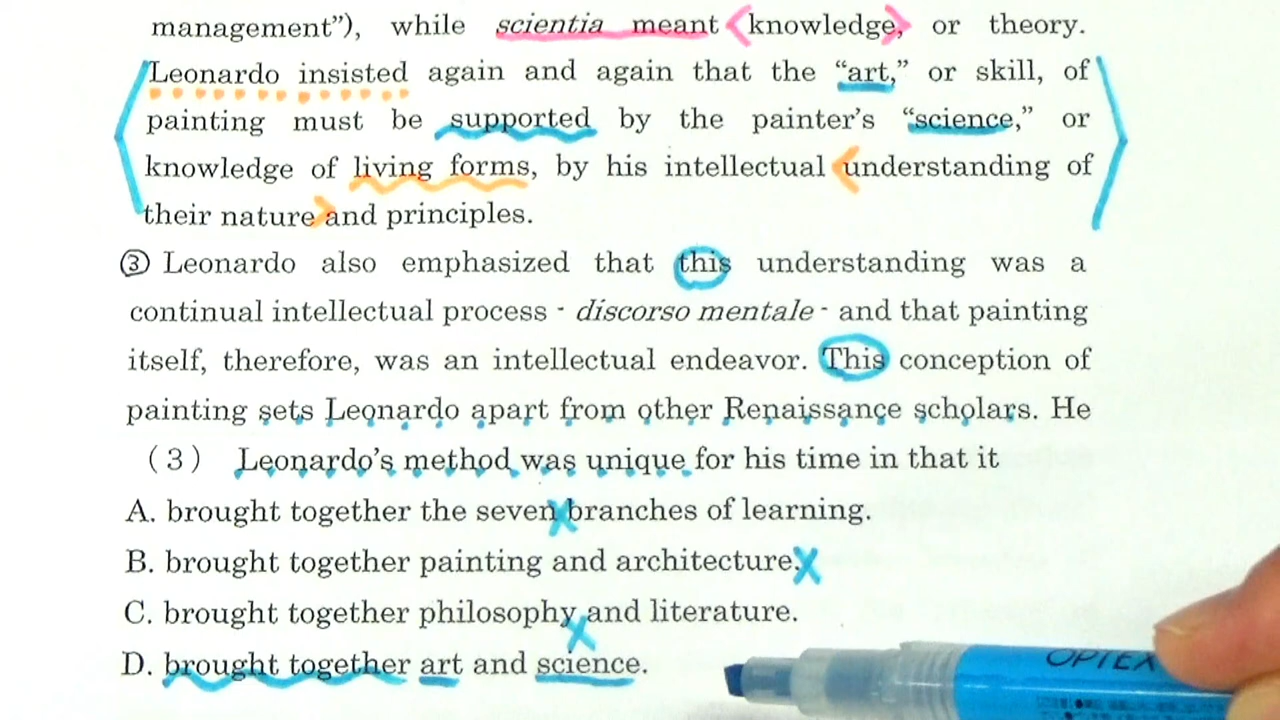 management”), while scientia meant knowledge, or theory.
Leonardo insisted again and again that the “art,” or skill, of
painting must be supported by the painter’s “science,” or
knowledge of living forms, by his intellectual understanding of
their nature and principles.
③ Leonardo also emphasized that this understanding was a
continual intellectual process - discorso mentale - and that painting
itself, therefore, was an intellectual endeavor. This conception of
painting sets Leonardo apart from other Renaissance scholars. He
（３） Leonardo’s method was unique for his time in that it
A. brought together the seven branches of learning.
B. brought together painting and architecture.
C. brought together philosophy and literature.
D. brought together art and science.
OPTEX